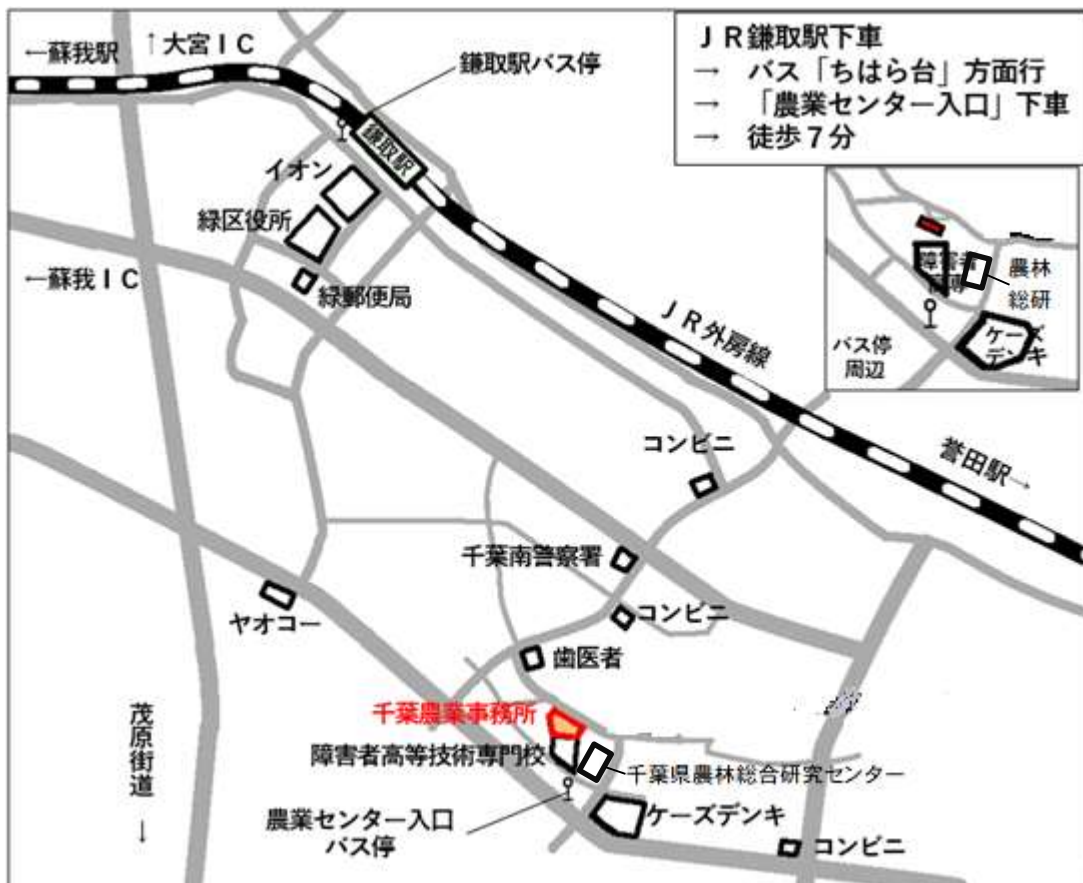 ←蘇我駅
↑大宮ＩＣ
鎌取駅バス停
ＪＲ鎌取駅下車
→ バス「ちはら台」方面行
→ 「農業センター入口」下車
→ 徒歩７分
鎌取駅
イオン
緑区役所
←蘇我ＩＣ
緑郵便局
ＪＲ外房線
障害者
高専
農林
総研
バス停
周辺
ケーズ
デンキ
誉田駅→
コンビニ
千葉南警察署
コンビニ
ヤオコー
歯医者
千葉農業事務所
障害者高等技術専門校
千葉県農林総合研究センター
茂原街道
↓
農業センター入口
バス停
ケーズデンキ
コンビニ